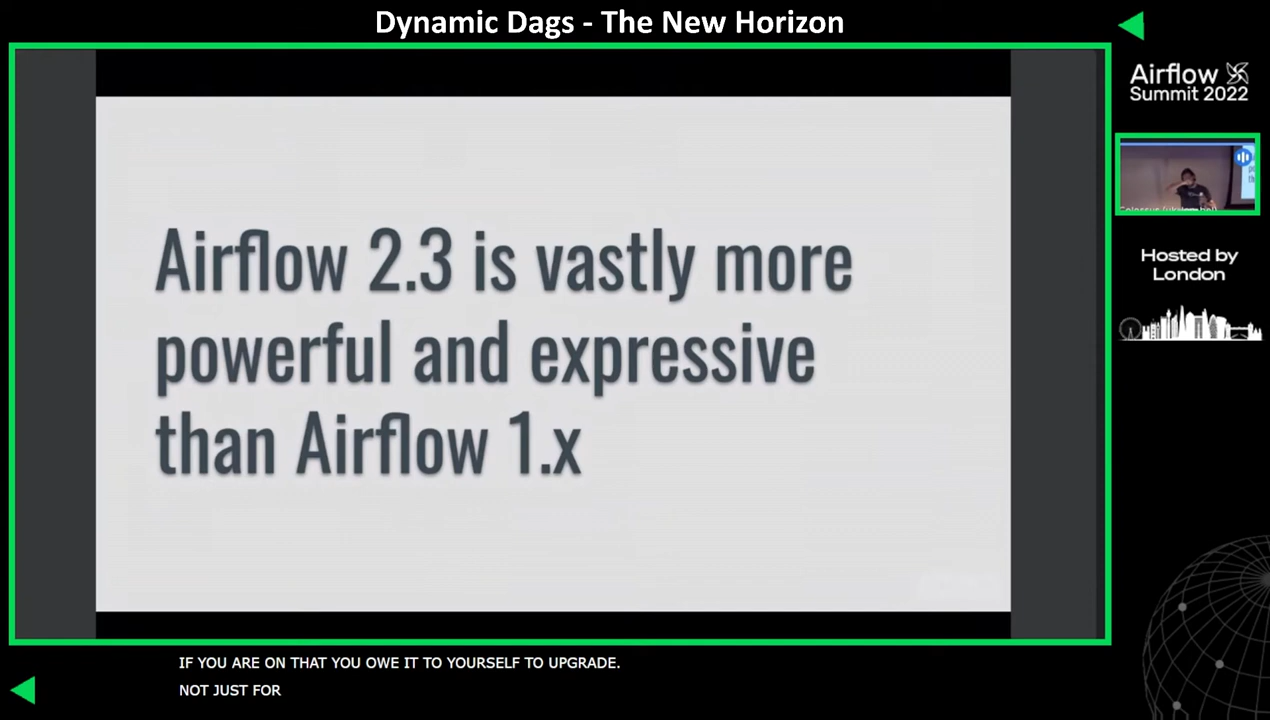 Dynamic Dags - The New Horizon
Airflow
Summit 2022
Airflow 2.3 is vastly more
powerful and expressive
than Airflow 1.x
Hosted by
London
IF YOU ARE ON THAT YOU OWE IT TO YOURSELF TO UPGRADE.
NOT JUST FOR